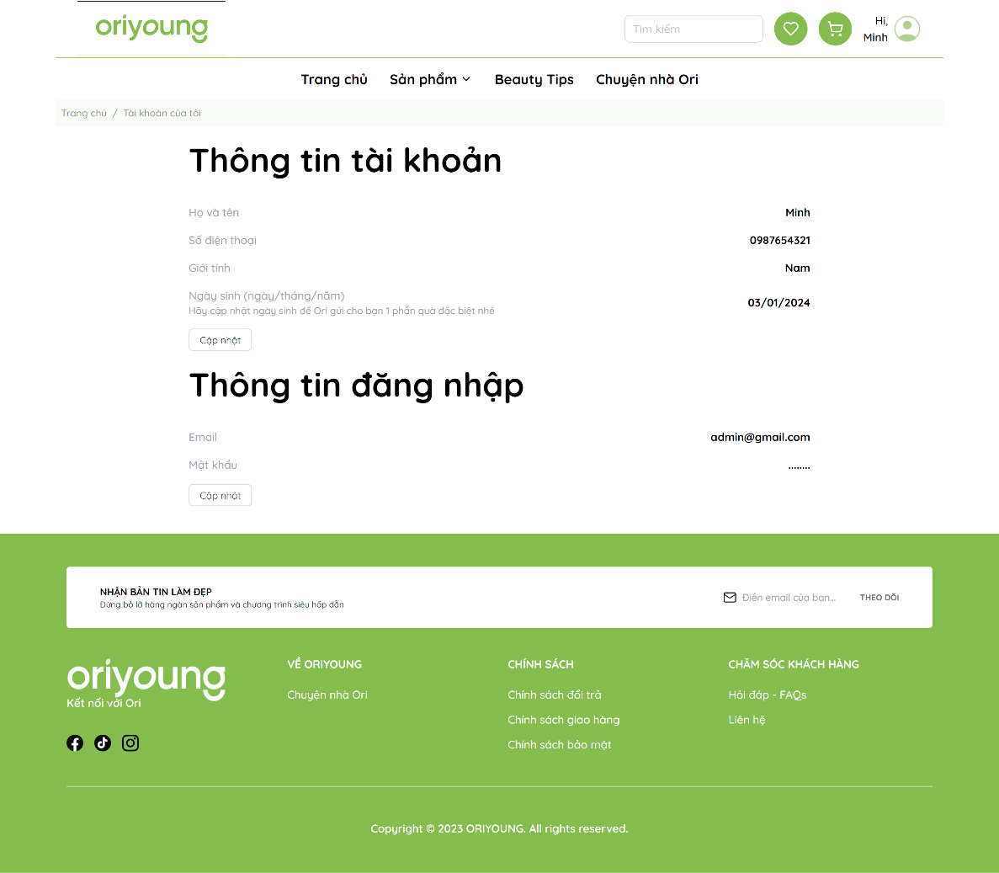 oriyoung
Tìm kiếm
Hi,
Minh
Trang chủ Sản phẩm Beauty Tips Chuyện nhà Ori
Trang chủ / Tài khoản của tôi
Thông tin tài khoản
Họ và tên Minh
Số điện thoại 0987654321
Giới tính Nam
Ngày sinh (ngày/tháng/năm) 03/01/2024
Hãy cập nhật ngày sinh để Ori gửi cho bạn 1 phần quà đặc biệt nhé
Cập nhật
Thông tin đăng nhập
Email admin@gmail.com
Mật khẩu ........
Cập nhật
NHẬN BẢN TIN LÀM ĐẸP
Đừng bỏ lỡ hàng ngàn sản phẩm và chương trình siêu hấp dẫn
Điền email của bạn... THEO DÕI
oriyoung
Kết nối với Ori
VỀ ORIYOUNG
Chuyện nhà Ori
CHÍNH SÁCH
Chính sách đổi trả
Chính sách giao hàng
Chính sách bảo mật
CHĂM SÓC KHÁCH HÀNG
Hỏi đáp - FAQs
Liên hệ
Copyright © 2023 ORIYOUNG. All rights reserved.